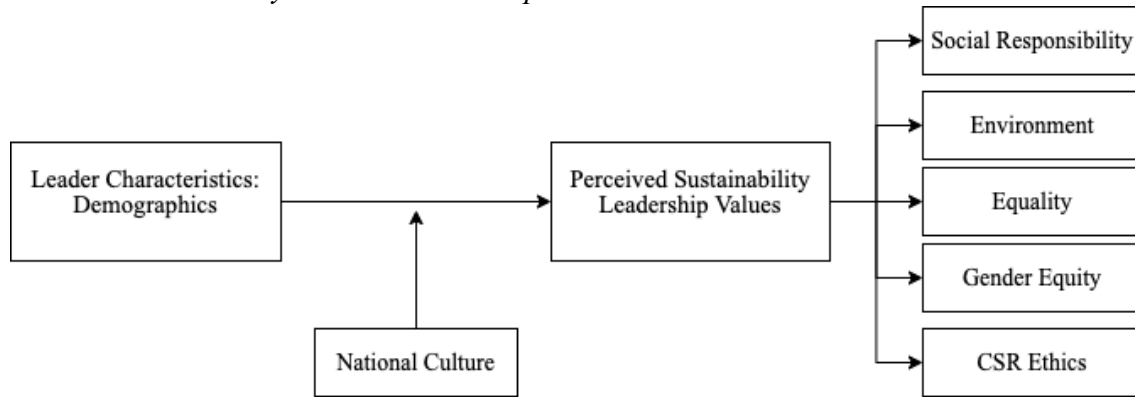 Social Responsibility
Environment
Leader Characteristics:
Demographics
Perceived Sustainability
Leadership Values
Equality
Gender Equity
National Culture
CSR Ethics